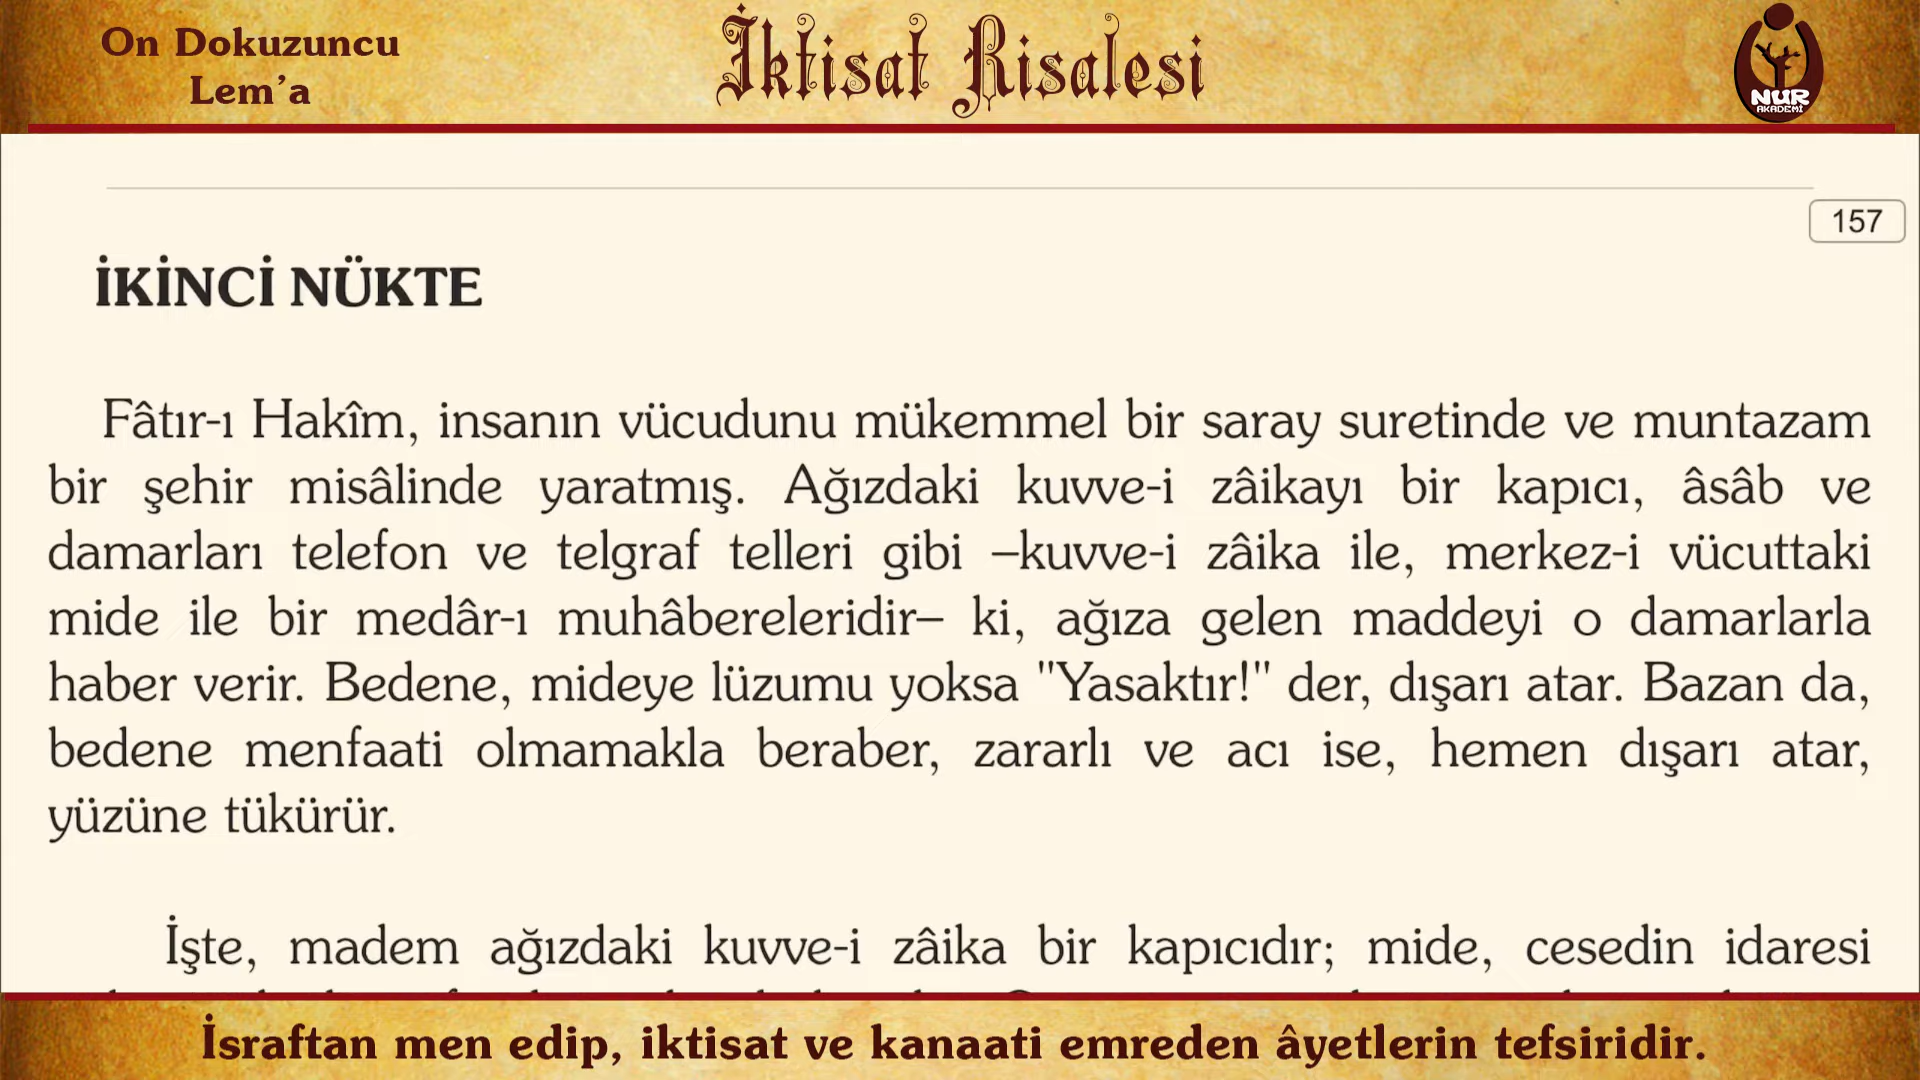 On Dokuzuncu
Lem'a
İktisat Risalesi
NUR
AKADEMİ
157
İKİNCİ NÜKTE
Fâtır-ı Hakîm, insanın vücudunu mükemmel bir saray suretinde ve muntazam
bir şehir misâlinde yaratmış. Ağızdaki kuvve-i zâikayı bir kapıcı, âsâb ve
damarları telefon ve telgraf telleri gibi –kuvve-i zâika ile, merkez-i vücuttaki
mide ile bir medâr-ı muhâbereleridir– ki, ağıza gelen maddeyi o damarlarla
haber verir. Bedene, mideye lüzumu yoksa "Yasaktır!" der, dışarı atar. Bazan da,
bedene menfaati olmamakla beraber, zararlı ve acı ise, hemen dışarı atar,
yüzüne tükürür.
İşte, madem ağızdaki kuvve-i zâika bir kapıcıdır; mide, cesedin idaresi
İsraftan men edip, iktisat ve kanaati emreden âyetlerin tefsiridir.